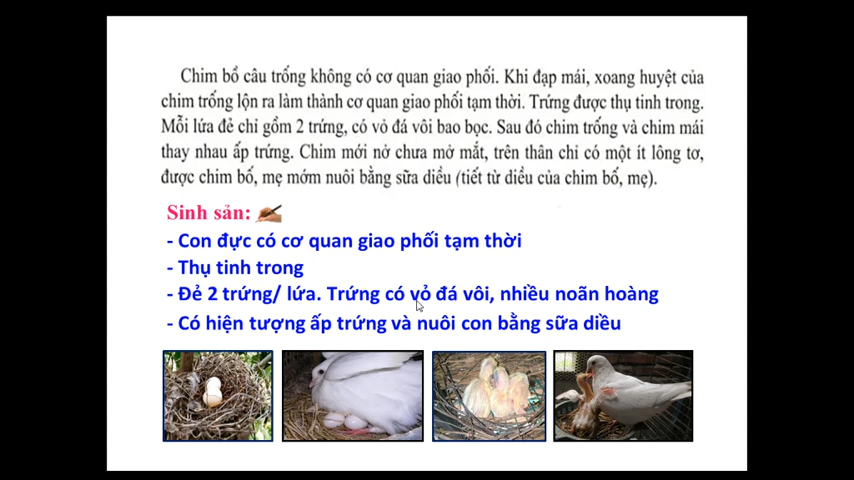 Chim bồ câu trống không có cơ quan giao phối. Khi đạp mái, xoang huyệt của
chim trống lộn ra làm thành cơ quan giao phối tạm thời. Trứng được thụ tinh trong.
Mỗi lứa đẻ chỉ gồm 2 trứng, có vỏ đá vôi bao bọc. Sau đó chim trống và chim mái
thay nhau ấp trứng. Chim mới nở chưa mở mắt, trên thân chỉ có một ít lông tơ,
được chim bố, mẹ mớm nuôi bằng sữa diều (tiết từ diều của chim bố, mẹ).
Sinh sản:
- Con đực có cơ quan giao phối tạm thời
- Thụ tinh trong
- Đẻ 2 trứng/ lứa. Trứng có vỏ đá vôi, nhiều noãn hoàng
- Có hiện tượng ấp trứng và nuôi con bằng sữa diều